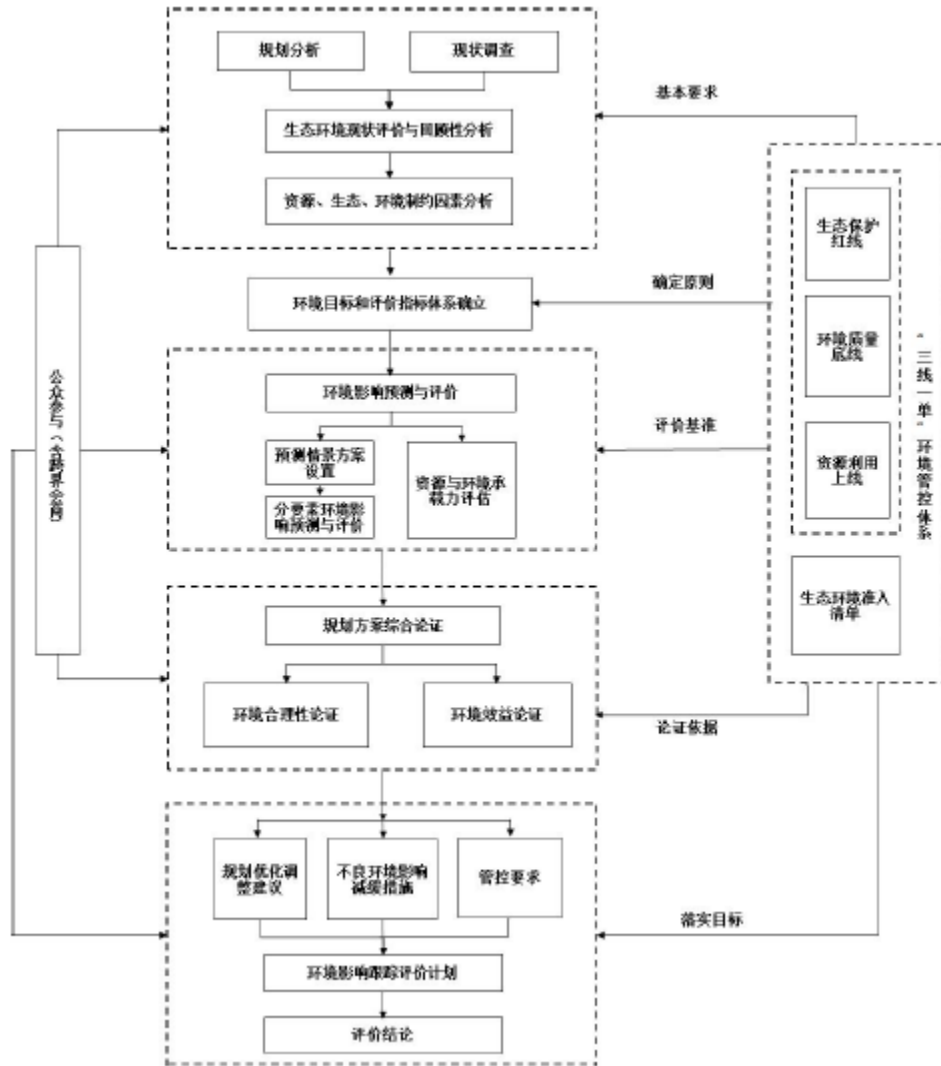 规划分析
现状调查
生态环境现状评价与回顾性分析
资源、生态、环境制约因素分析
基本要求
环境目标和评价指标体系确立
确定原则
环境影响预测与评价
预测情景方案
设置
分要素环境影
响预测与评价
资源与环境承
载力评估
评价基准
规划方案综合论证
环境合理性论证
环境效益论证
论证依据
规划优化调
整建议
不良环境影响
减缓措施
管控要求
环境影响跟踪评价计划
评价结论
落实目标
公众参与（含跨界会商）
生态保护
红线
环境质量
底线
资源利用
上线
生态环境准入
清单
“三线一单”环境管控体系